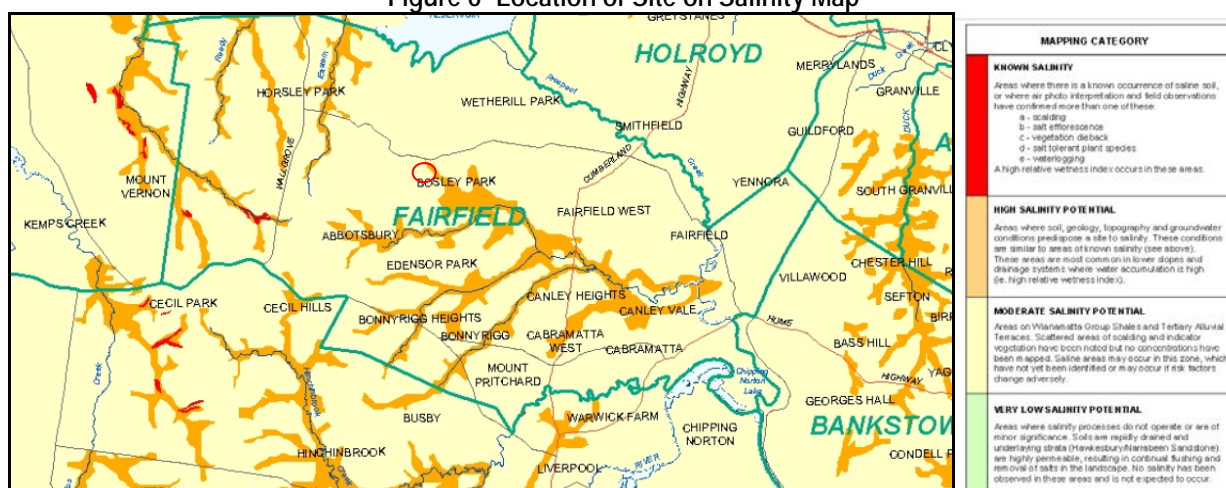 Figure 6 Location of Site on Salinity Map
RESERVOIR
GREYSTANES
HOLROYD
MERRYLANDS
Duck
Creek
GRANVILLE
HORSLEY PARK
Reedy
Eastern
WETHERILL PARK
Prospect
HIGHWAY
SMITHFIELD
GUILDFORD
DUCK
CUMBERLAND
Creek
WALLGROVE
BOSLEY PARK
YENNORA
MOUNT
VERNON
SOUTH GRANVILL
KEMPS CREEK
FAIRFIELD
FAIRFIELD WEST
ABBOTSBURY
FAIRFIELD
EDENSOR PARK
CHESTER HILL
VILLAWOOD
SEFTON
CECIL PARK
CECIL HILLS
CANLEY HEIGHTS
CANLEY VALE
BIR
BONNYRIGG HEIGHTS
HUME
BONNYRIGG
CABRAMATTA
WEST
CABRAMATTA
BASS HILL
Creek
MOUNT
PRITCHARD
Chipping
Norton
Lake
HIGHWAY
YAG
Hinchinbrook
Creek
GEORGES HALL
BUSBY
WARWICK FARM
CHIPPING
NORTON
BANKSTOW
HINCHINBROOK
CONDELL P
LIVERPOOL
RIVER
MAPPING CATEGORY
KNOWN SALINITY
Areas where there is a known occurrence of saline soil,
or where air photo interpretation and field observations
have confirmed more than one of these:
a - scalding
b - salt efflorescence
c - vegetation dieback
d - salt tolerant plant species
e - waterlogging
A high relative wetness index occurs in these areas.
HIGH SALINITY POTENTIAL
Areas where soil, geology, topography and groundwater
conditions predispose a site to salinity. These conditions
are similar to areas of known salinity (see above).
These areas are most common in lower slopes and
drainage systems where water accumulation is high
(ie. high relative wetness index).
MODERATE SALINITY POTENTIAL
Areas on Wianamatta Group Shales and Tertiary Alluvial
Terraces. Scattered areas of scalding and indicator
vegetation have been noted but no concentrations have
been mapped. Saline areas may occur in this zone, which
have not yet been identified or may occur if risk factors
change adversely.
VERY LOW SALINITY POTENTIAL
Areas where salinity processes do not operate or are of
minor significance. Soils are rapidly drained and
underlaying strata (Hawkesbury/Narrabeen Sandstone)
are highly permeable, resulting in continual flushing and
removal of salts in the landscape. No salinity has been
observed in these areas and is not expected to occur.